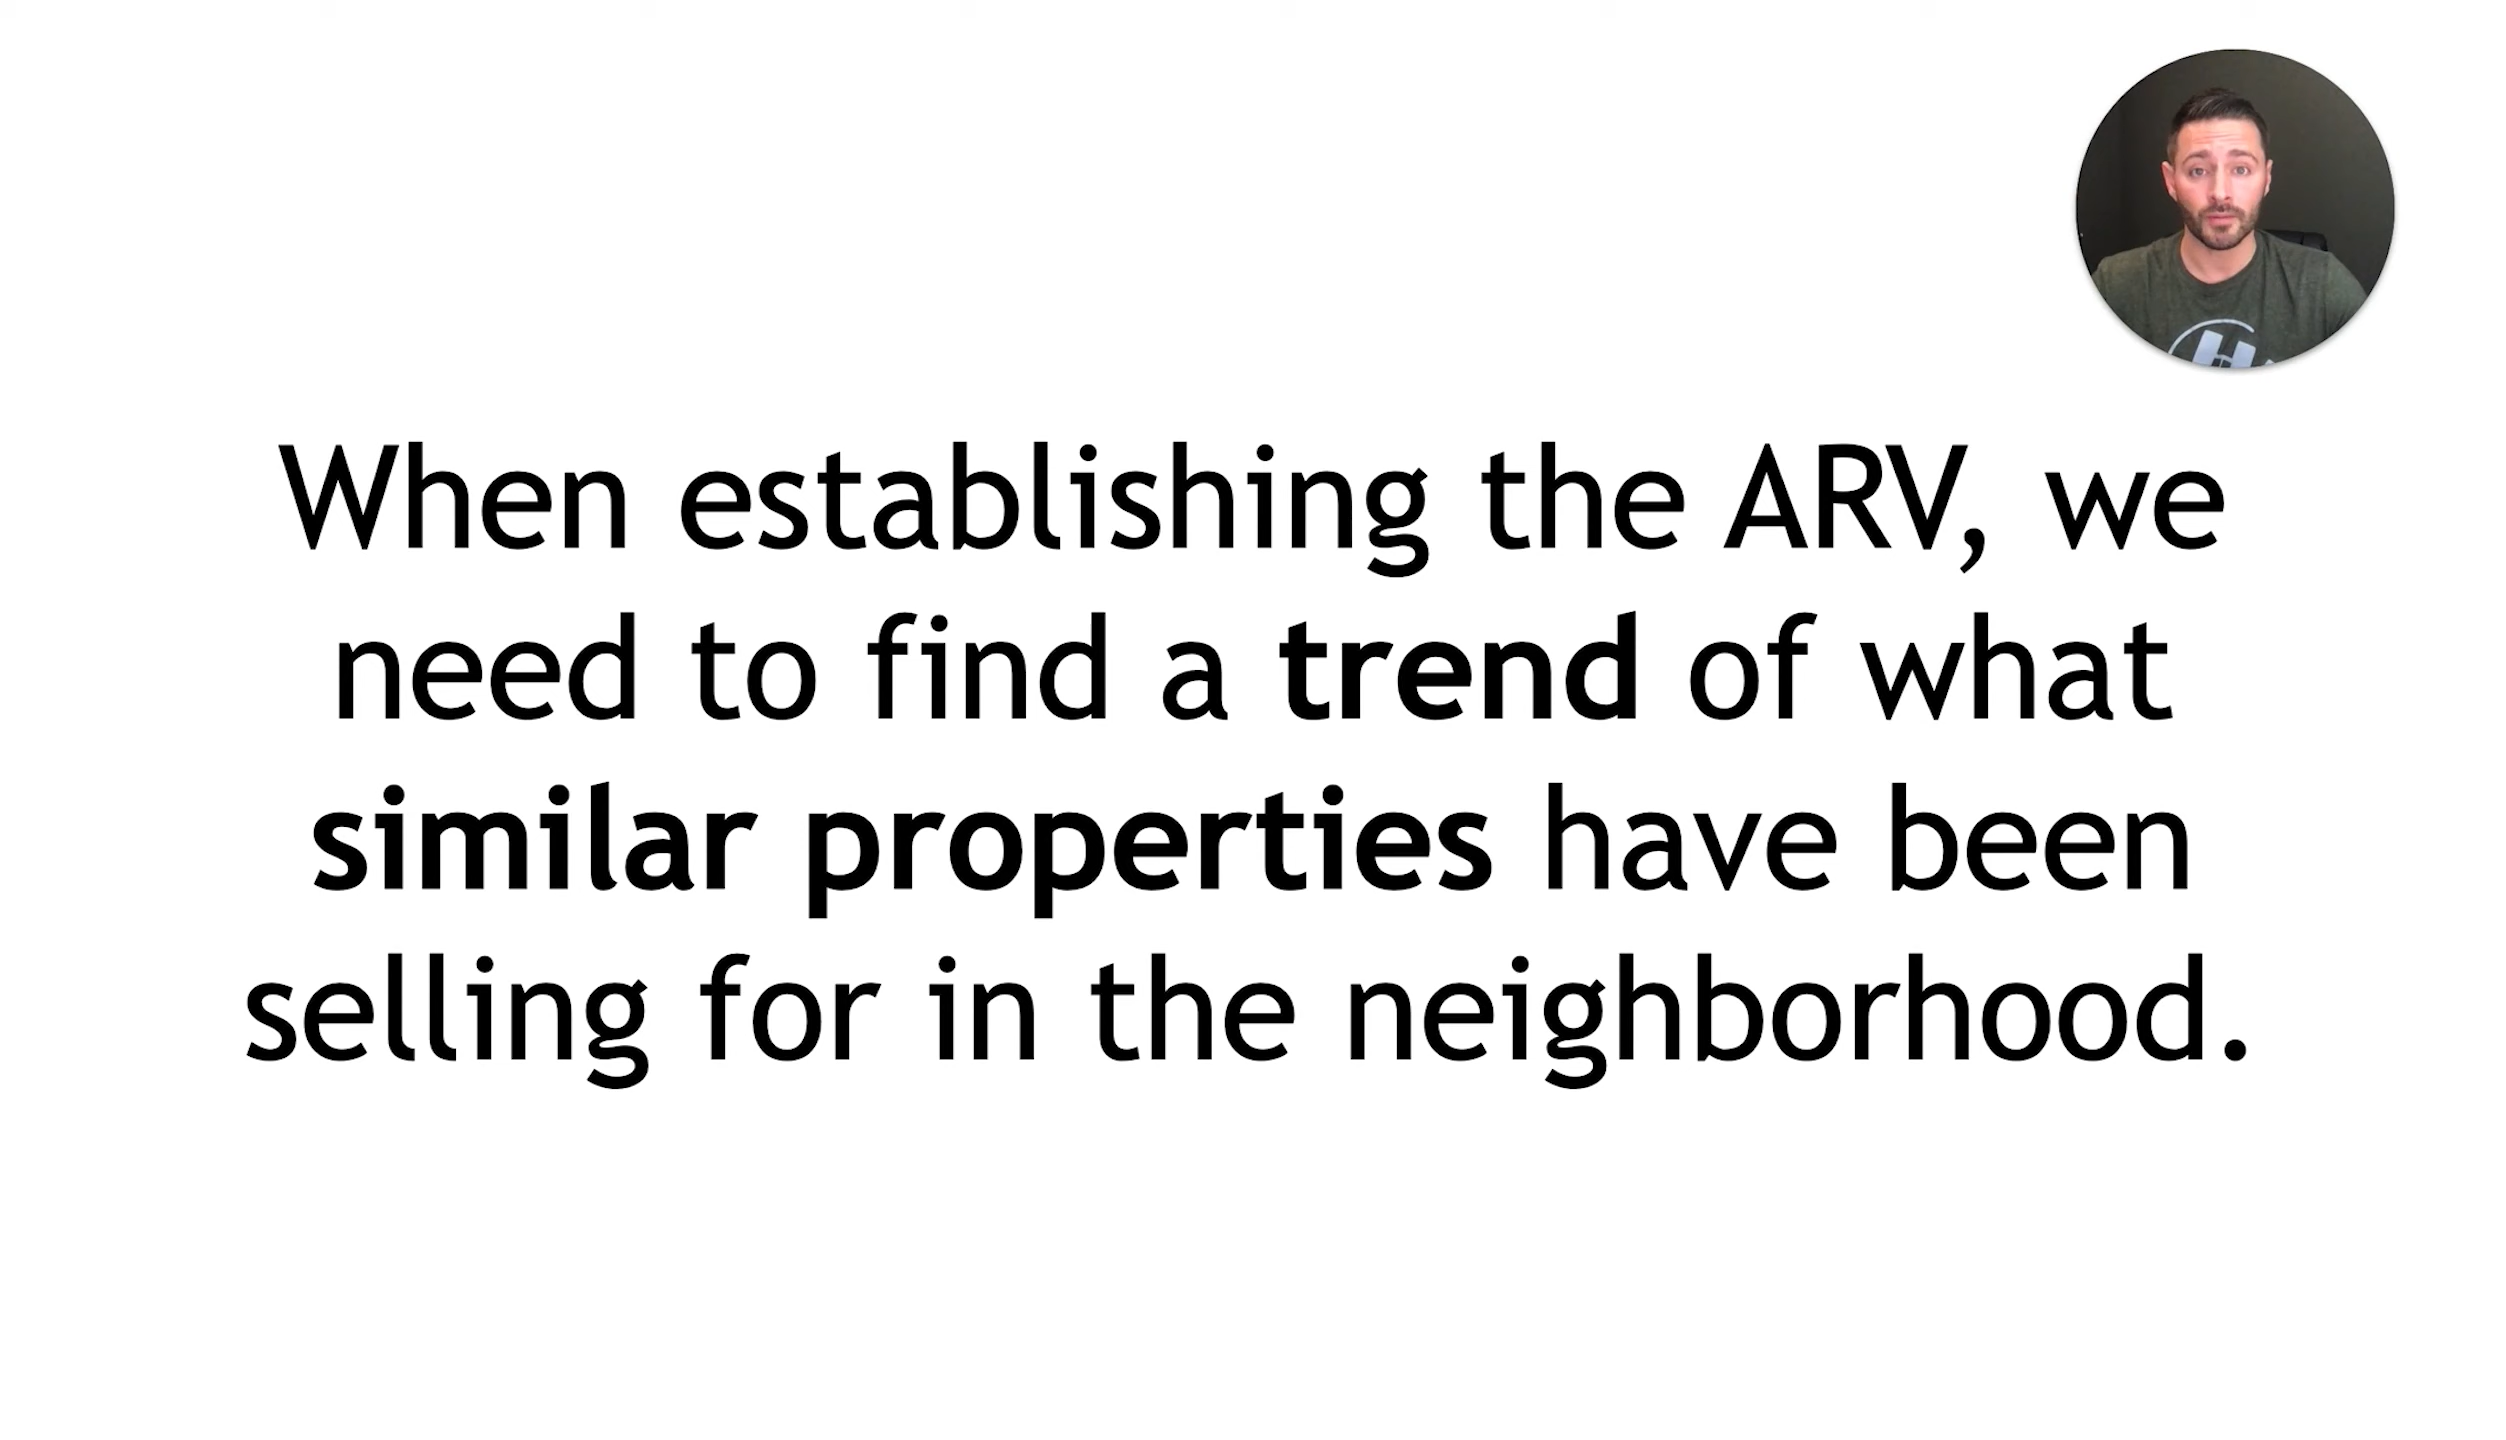 When establishing the ARV, we
need to find a trend of what
similar properties have been
selling for in the neighborhood.